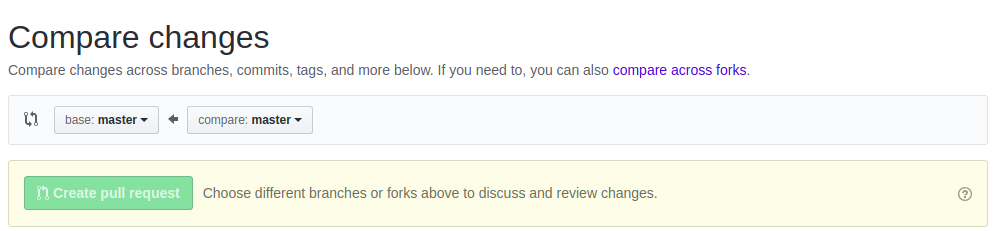 Compare changes
Compare changes across branches, commits, tags, and more below. If you need to, you can also compare across forks.
base: master compare: master
Create pull request Choose different branches or forks above to discuss and review changes.